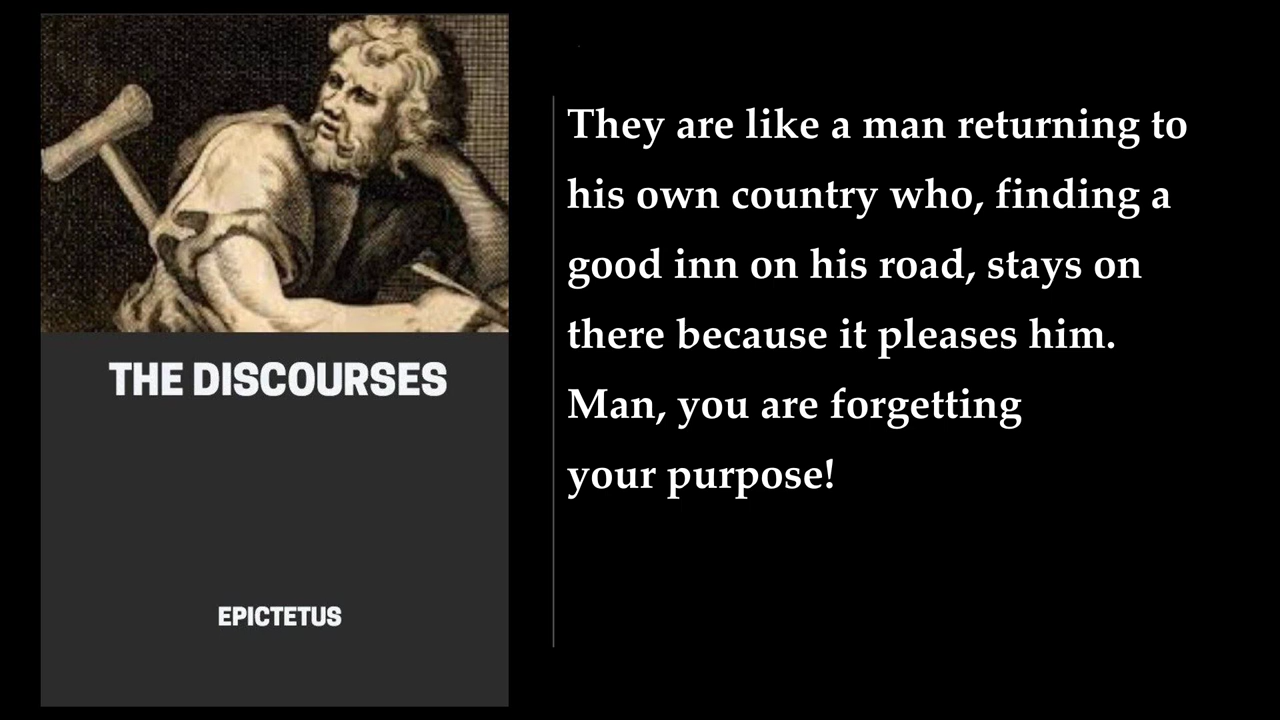 THE DISCOURSES
EPICTETUS
They are like a man returning to
his own country who, finding a
good inn on his road, stays on
there because it pleases him.
Man, you are forgetting
your purpose!